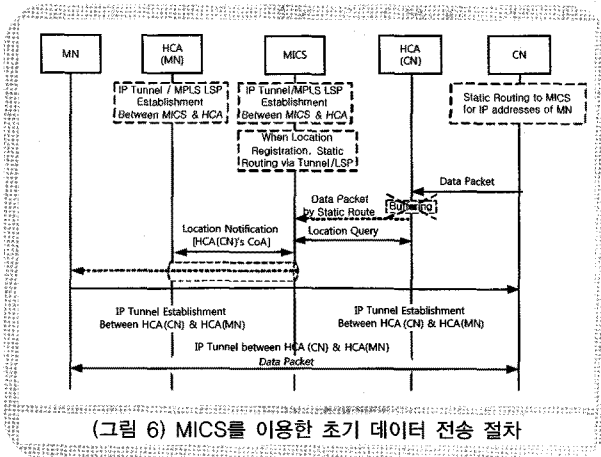 MN
HCA
(MN)
MICS
HCA
(CN)
CN
IP Tunnel / MPLS LSP
Establishment
Between MICS & HCA
IP Tunnel/MPLS LSP
Establishment
Between MICS & HCA
Static Routing to MICS
for IP addresses of MN
When Location
Registration, Static
Routing via Tunnel/LSP
Data Packet
Buffering
Data Packet
by Static Route
Location Query
Location Notification
[HCA(CN)'s CoA]
IP Tunnel Establishment
Between HCA(CN) & HCA(MN)
IP Tunnel Establishment
Between HCA(CN) & HCA(MN)
IP Tunnel between HCA (CN) & HCA(MN)
Data Packet
(그림 6) MICS를 이용한 초기 데이터 전송 절차